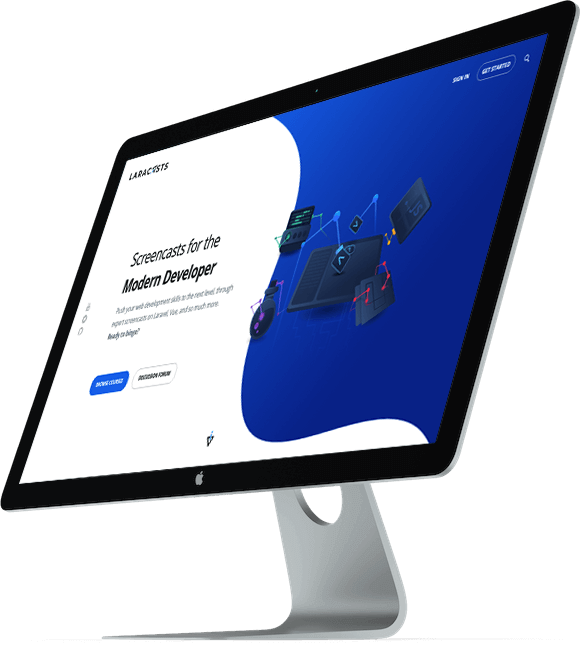 SIGN IN
GET STARTED
LARACASTS
Screencasts for the
Modern Developer
Push your web development skills to the next level, through
expert screencasts on Laravel, Vue, and so much more.
Ready to binge?
BROWSE COURSES
DISCUSSION FORUM